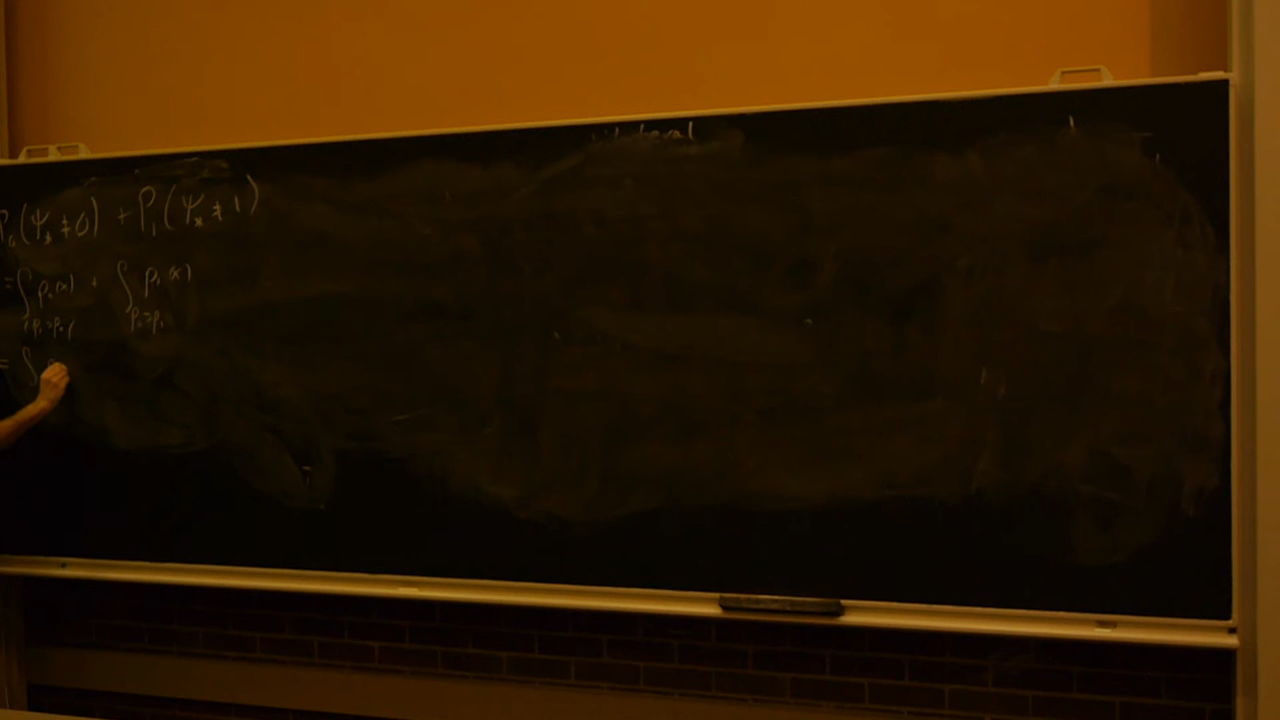 P₀(ψ* ≠ 0) + P₁(ψ* ≠ 1)
= ∫ p₀(x) + ∫ p₁(x)
{p₁>p₀} p₀>p₁
= ∫